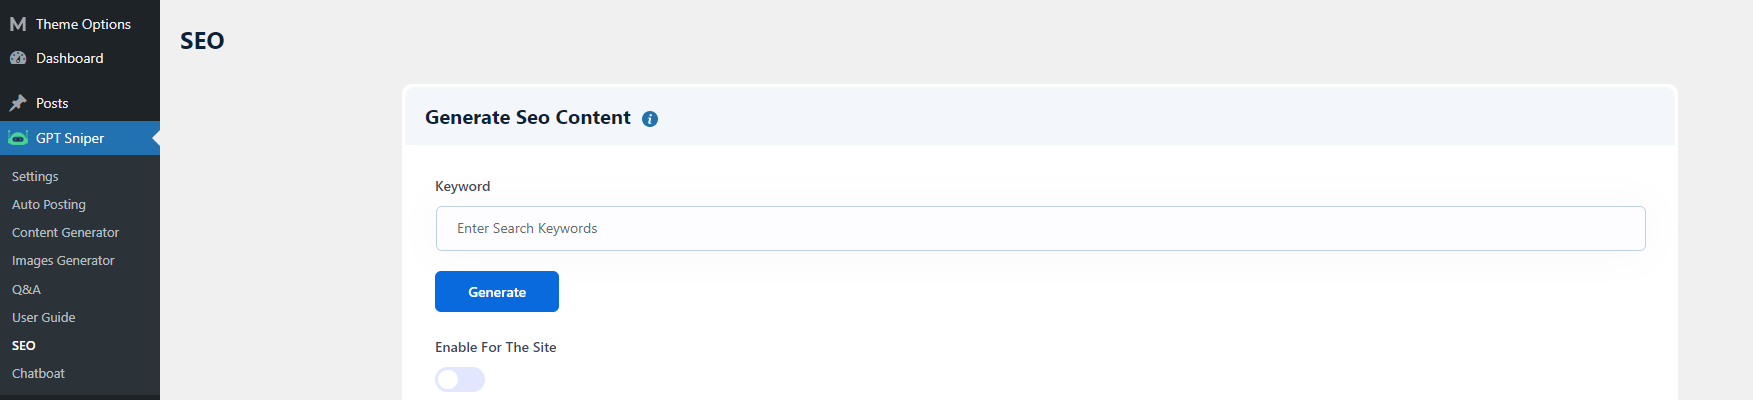 Theme Options
Dashboard
Posts
GPT Sniper
Settings
Auto Posting
Content Generator
Images Generator
Q&A
User Guide
SEO
Chatboat
SEO
Generate Seo Content
Keyword
Enter Search Keywords
Generate
Enable For The Site